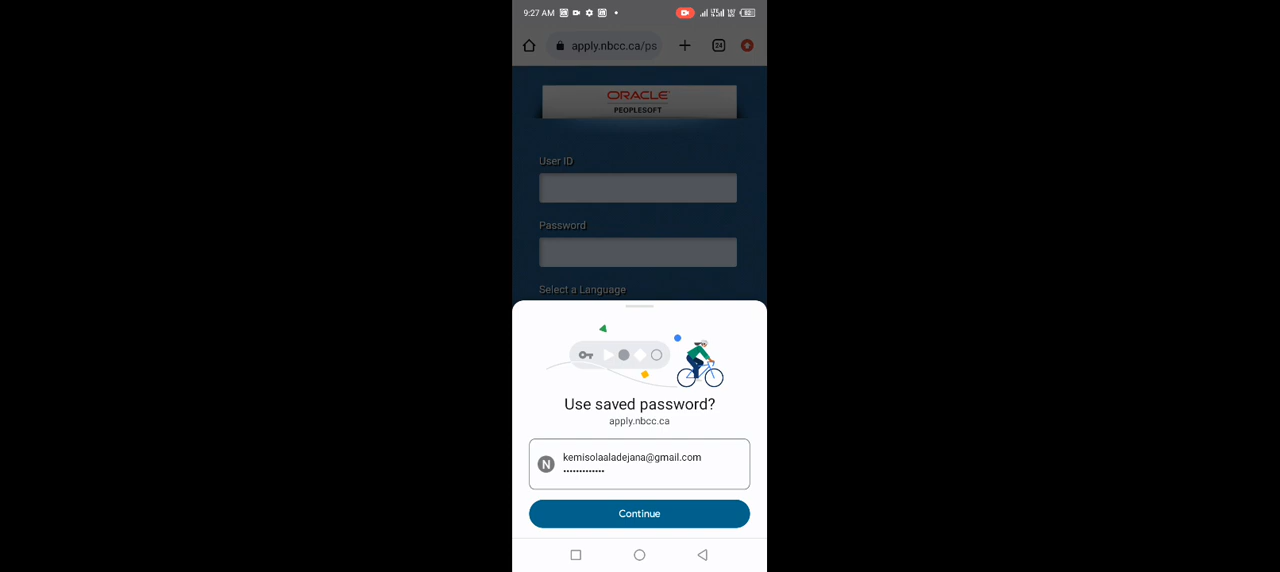 9:27 AM
24
apply.nbcc.ca/ps
ORACLE
PEOPLESOFT
User ID
Password
Select a Language
Use saved password?
apply.nbcc.ca
N
kemisolaaladejana@gmail.com
•••••••••••••
Continue